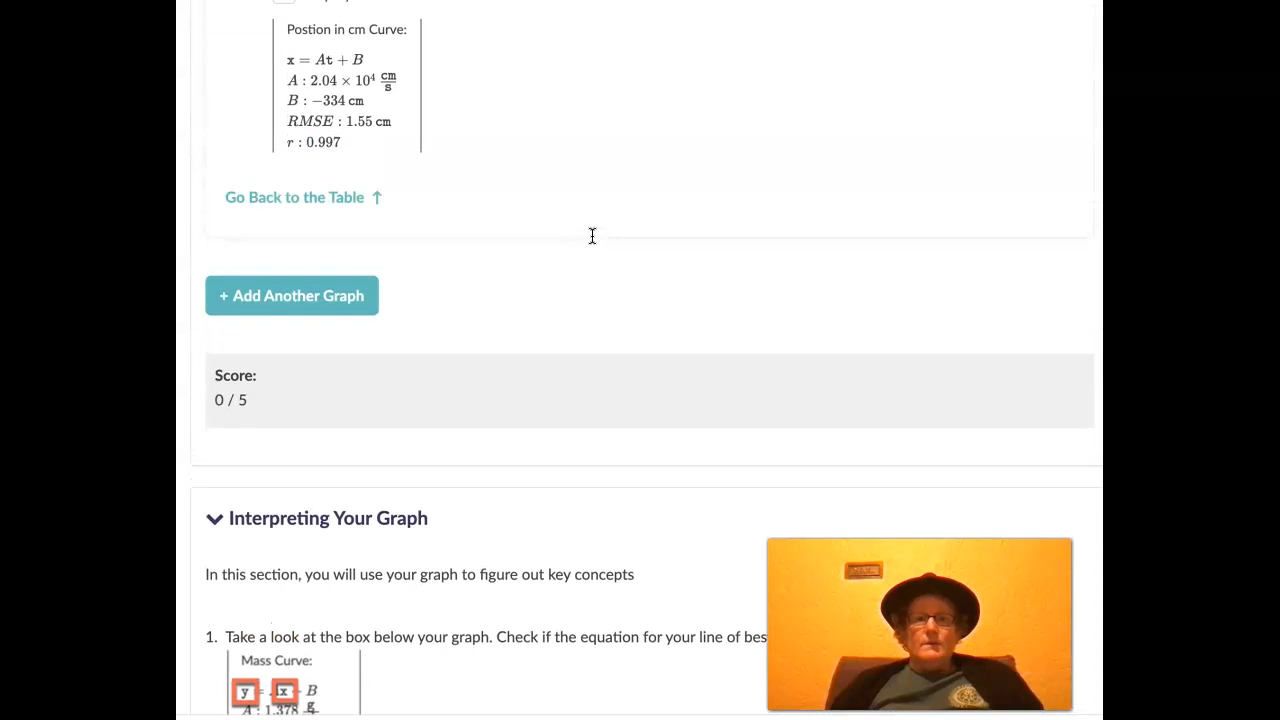 Postion in cm Curve:
x = At + B
A : 2.04 × 10⁴ cm/s
B : −334 cm
RMSE : 1.55 cm
r : 0.997
Go Back to the Table ↑
+ Add Another Graph
Score:
0 / 5
Interpreting Your Graph
In this section, you will use your graph to figure out key concepts
1. Take a look at the box below your graph. Check if the equation for your line of bes
Mass Curve:
y = x B
A : 1.378 g